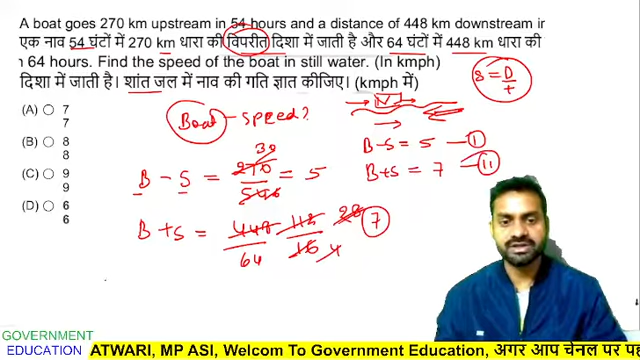 A boat goes 270 km upstream in 54 hours and a distance of 448 km downstream in
एक नाव 54 घंटों में 270 km धारा की विपरीत दिशा में जाती है और 64 घंटों में 448 km धारा की
64 hours. Find the speed of the boat in still water. (In kmph)
दिशा में जाती है। शांत जल में नाव की गति ज्ञात कीजिए। (kmph में)
S = D/t
(A) 7
7
(B) 8
8
(C) 9
9
(D) 6
6
Boat - speed?
B - S = 5 — (i)
B + S = 7 — (ii)
B - S = 270/54 = 5
B + S = 448/64 112/16 28/4 7
GOVERNMENT
EDUCATION
ATWARI, MP ASI, Welcom To Government Education, अगर आप चेनल पर पह